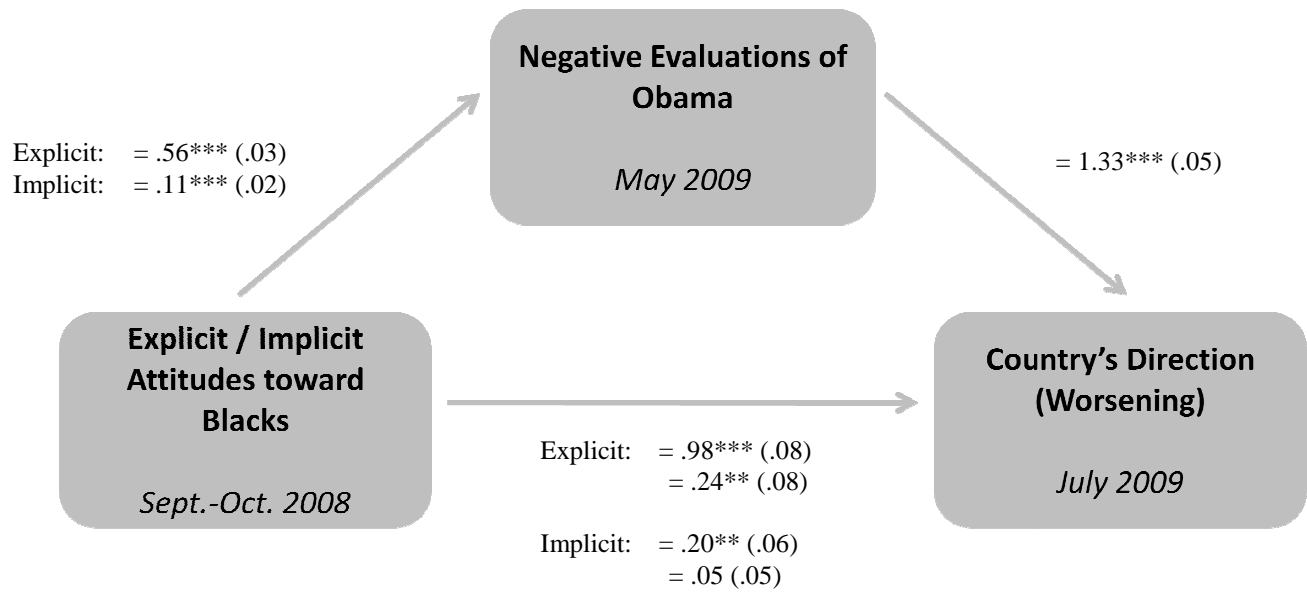 Negative Evaluations of
Obama
May 2009
Explicit: = .56*** (.03)
Implicit: = .11*** (.02)
= 1.33*** (.05)
Explicit / Implicit
Attitudes toward
Blacks
Sept.-Oct. 2008
Country’s Direction
(Worsening)
July 2009
Explicit: = .98*** (.08)
= .24** (.08)
Implicit: = .20** (.06)
= .05 (.05)